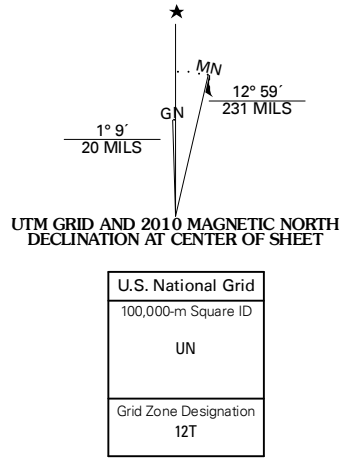 ★
MN
GN
12° 59´
231 MILS
1° 9´
20 MILS
UTM GRID AND 2010 MAGNETIC NORTH
DECLINATION AT CENTER OF SHEET
U.S. National Grid
100,000-m Square ID
UN
Grid Zone Designation
12T